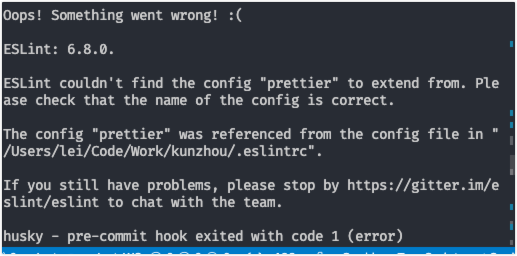 Oops! Something went wrong! :(
ESLint: 6.8.0.
ESLint couldn't find the config "prettier" to extend from. Ple
ase check that the name of the config is correct.
The config "prettier" was referenced from the config file in "
/Users/lei/Code/Work/kunzhou/.eslintrc".
If you still have problems, please stop by https://gitter.im/e
slint/eslint to chat with the team.
husky - pre-commit hook exited with code 1 (error)